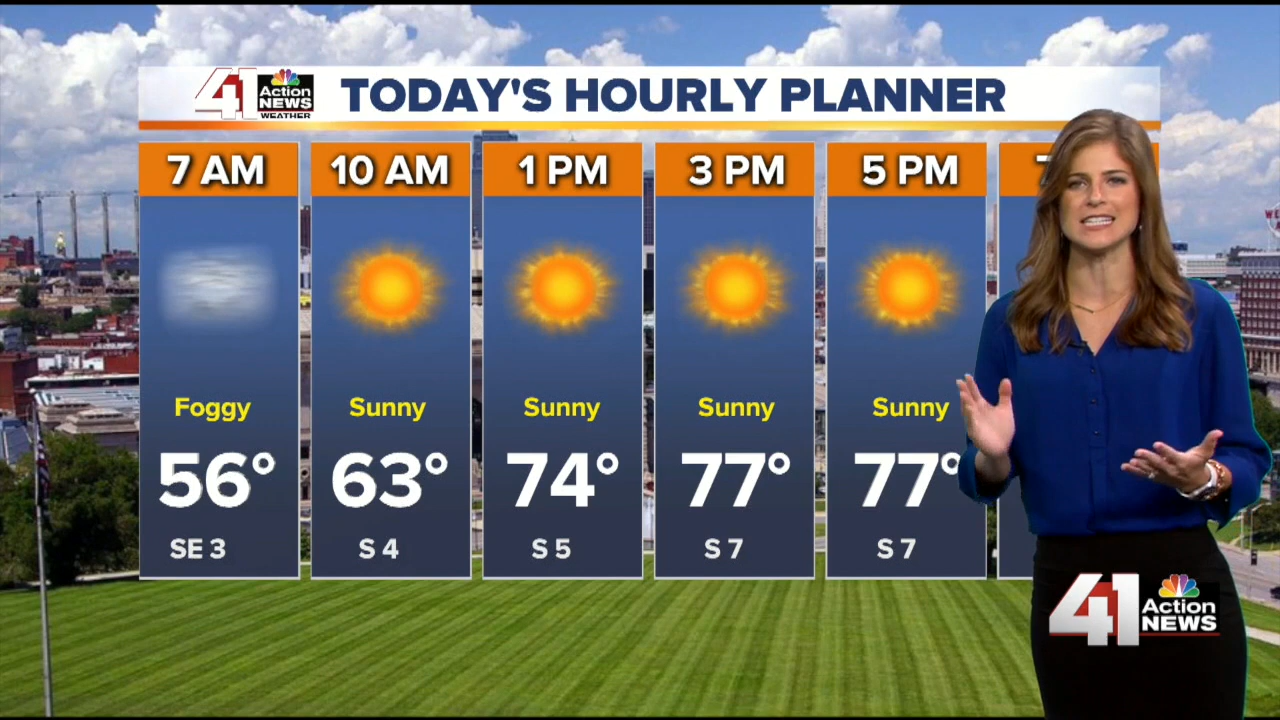 41 Action NEWS WEATHER TODAY'S HOURLY PLANNER
7 AM 10 AM 1 PM 3 PM 5 PM 7
Foggy Sunny Sunny Sunny Sunny
56° 63° 74° 77° 77°
SE 3 S 4 S 5 S 7 S 7
41 Action NEWS